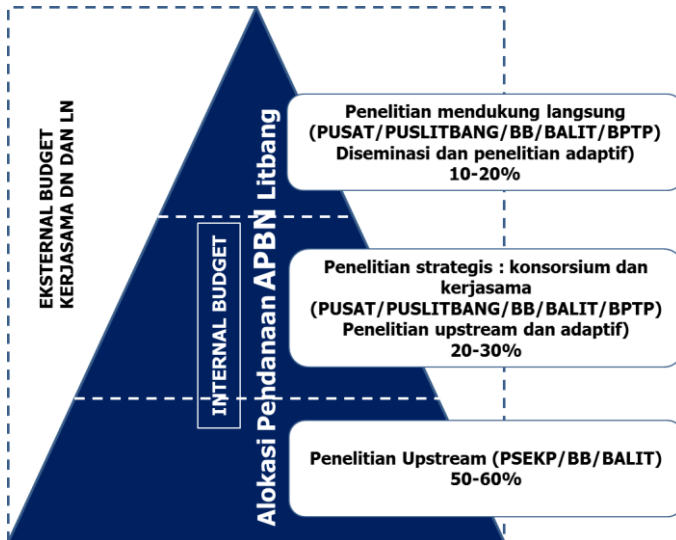 EKSTERNAL BUDGET
KERJASAMA DN DAN LN
INTERNAL BUDGET
Alokasi Pendanaan APBN Litbang
Penelitian mendukung langsung
(PUSAT/PUSLITBANG/BB/BALIT/BPTP)
Diseminasi dan penelitian adaptif)
10-20%
Penelitian strategis : konsorsium dan
kerjasama
(PUSAT/PUSLITBANG/BB/BALIT/BPTP)
Penelitian upstream dan adaptif)
20-30%
Penelitian Upstream (PSEKP/BB/BALIT)
50-60%